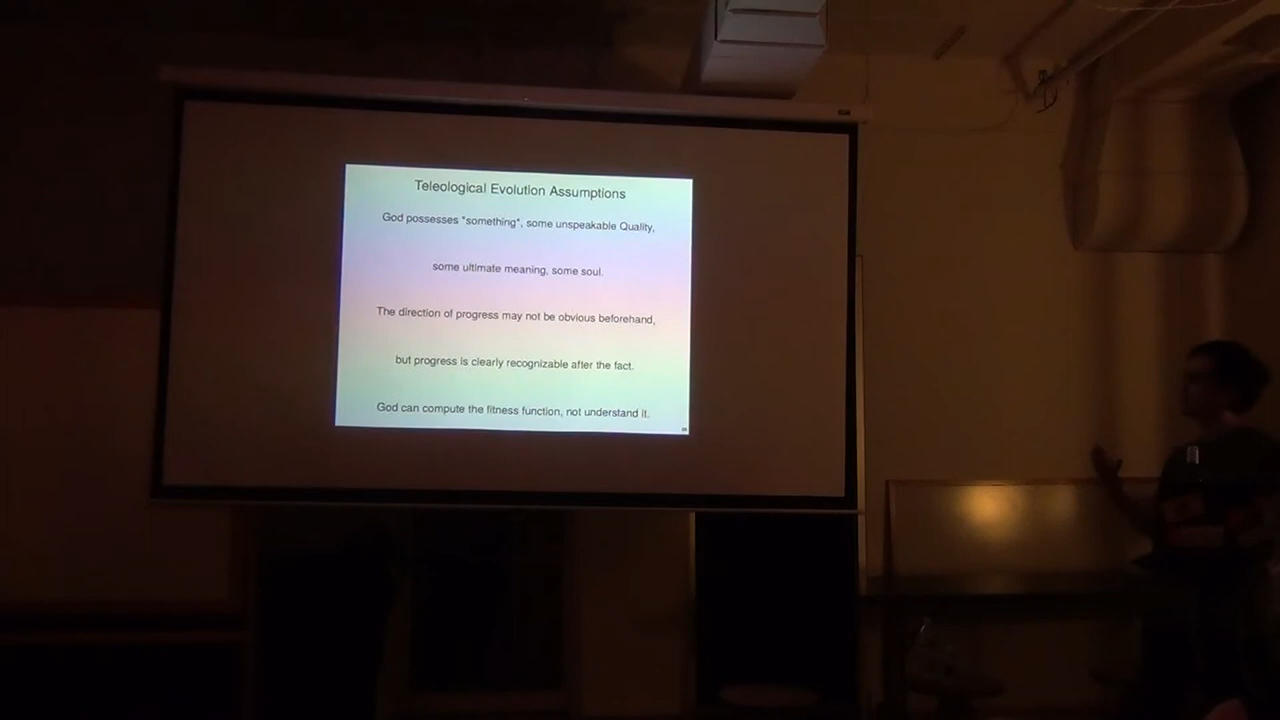 Teleological Evolution Assumptions
God possesses *something*, some unspeakable Quality,
some ultimate meaning, some soul.
The direction of progress may not be obvious beforehand,
but progress is clearly recognizable after the fact.
God can compute the fitness function, not understand it.